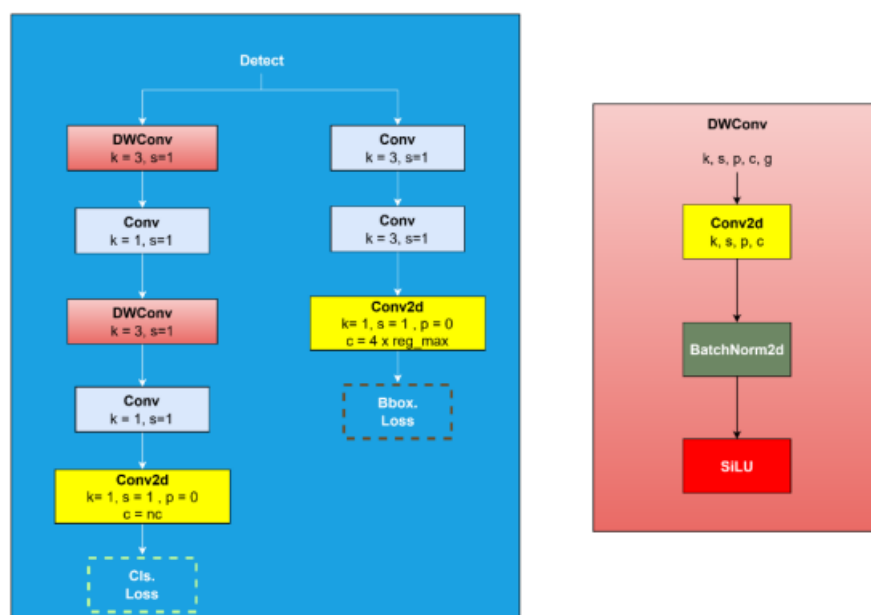 Detect
DWConv
k = 3, s=1
Conv
k = 1, s=1
DWConv
k = 3, s=1
Conv
k = 1, s=1
Conv2d
k= 1, s = 1 , p = 0
c = nc
Cls.
Loss
Conv
k = 3, s=1
Conv
k = 3, s=1
Conv2d
k= 1, s = 1 , p = 0
c = 4 x reg_max
Bbox.
Loss
DWConv
k, s, p, c, g
Conv2d
k, s, p, c
BatchNorm2d
SiLU